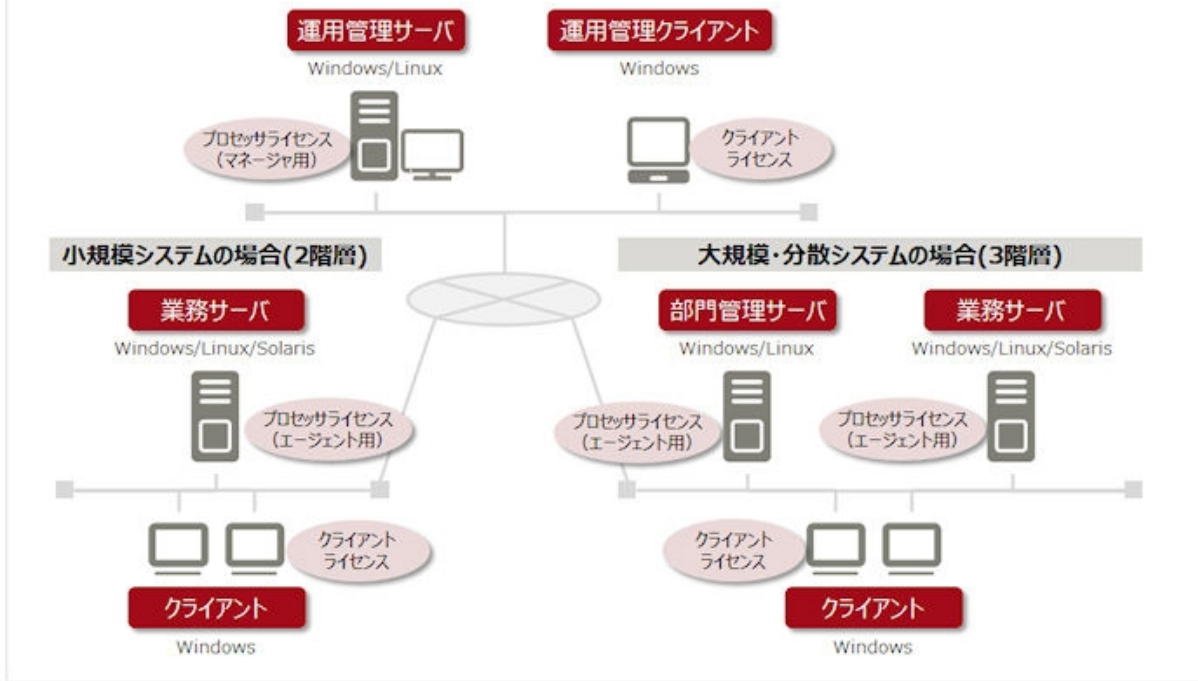 運用管理サーバ
運用管理クライアント
Windows/Linux
Windows
プロセッサライセンス
(マネージャ用)
クライアント
ライセンス
小規模システムの場合(2階層)
大規模・分散システムの場合(3階層)
業務サーバ
部門管理サーバ
業務サーバ
Windows/Linux/Solaris
Windows/Linux
Windows/Linux/Solaris
プロセッサライセンス
(エージェント用)
プロセッサライセンス
(エージェント用)
プロセッサライセンス
(エージェント用)
クライアント
ライセンス
クライアント
ライセンス
クライアント
クライアント
Windows
Windows